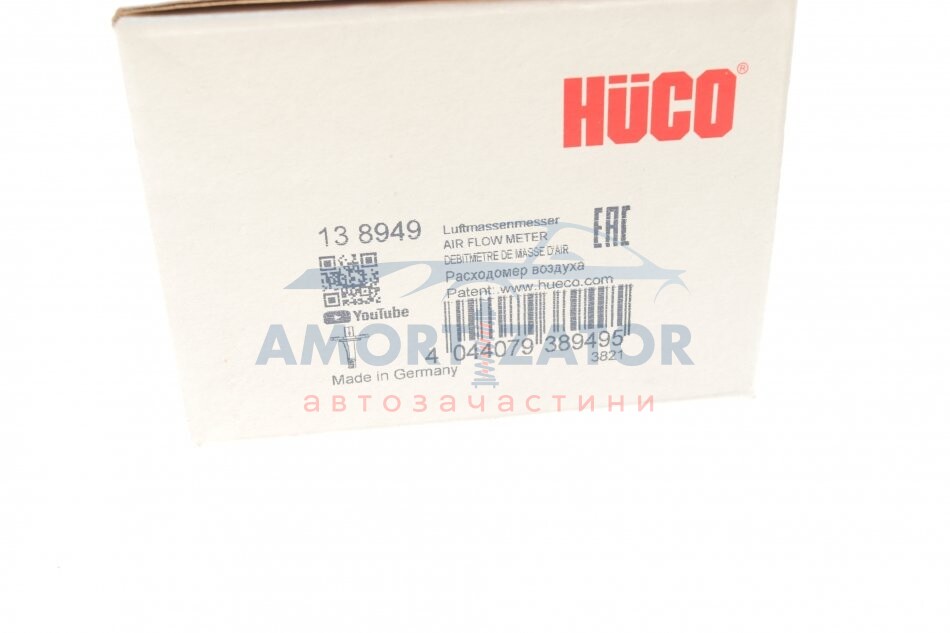 HÜCO®
13 8949
Luftmassenmesser
AIR FLOW METER
DEBITMETRE DE MASSE D'AIR
Расходомер воздуха
Patent: www.hueco.com
EAC
YouTube
4 044079 389495
3821
Made in Germany
AMORTIZATOR
автозачастини